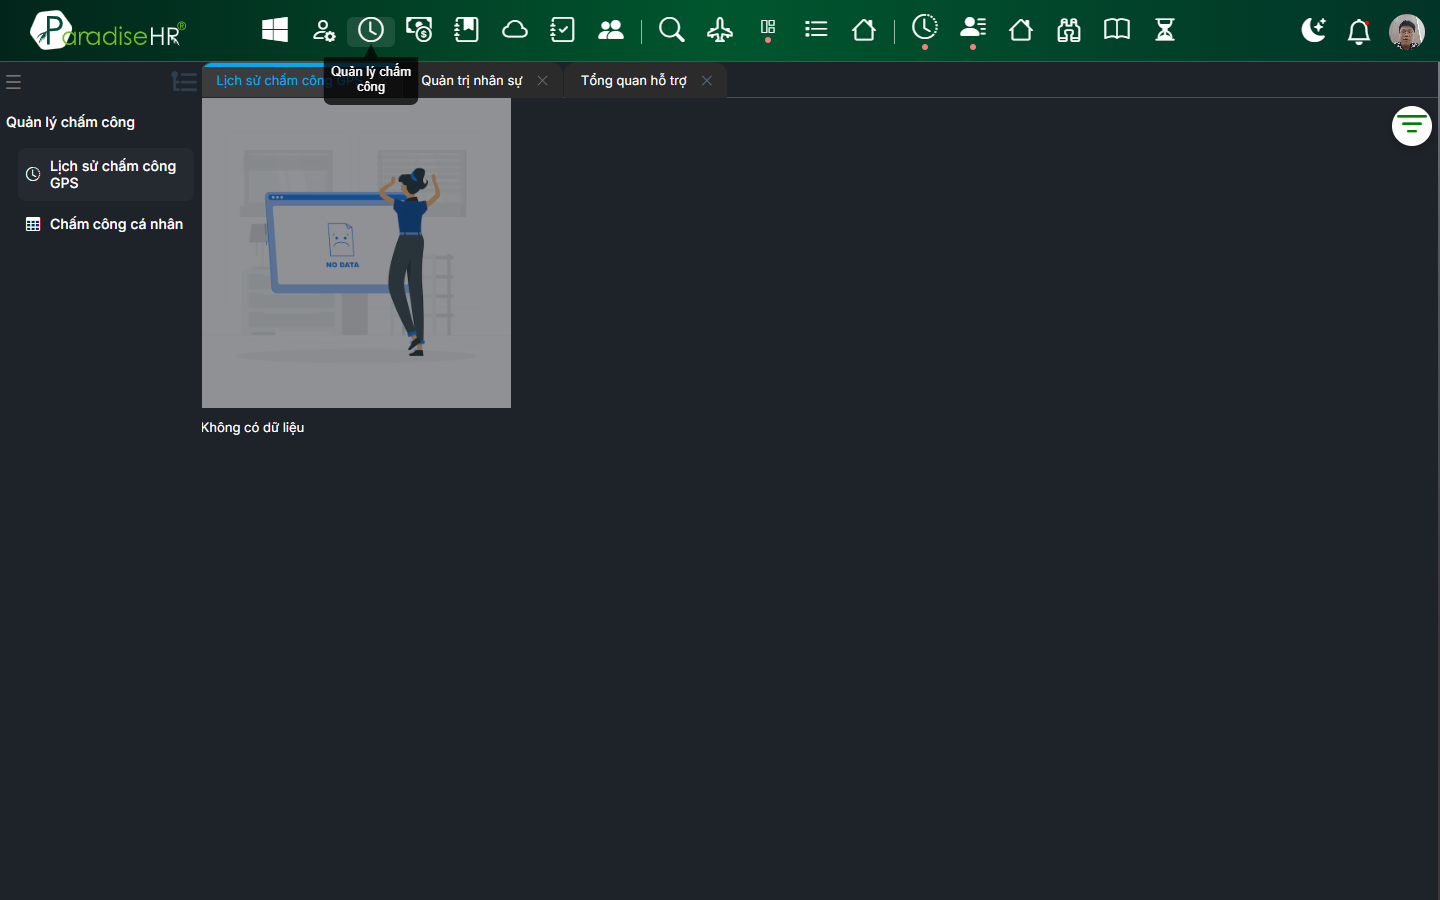 ParadiseHR®
Quản lý chấm
công
Lịch sử chấm công
Quản trị nhân sự
Tổng quan hỗ trợ
Quản lý chấm công
Lịch sử chấm công
GPS
Chấm công cá nhân
NO DATA
Không có dữ liệu